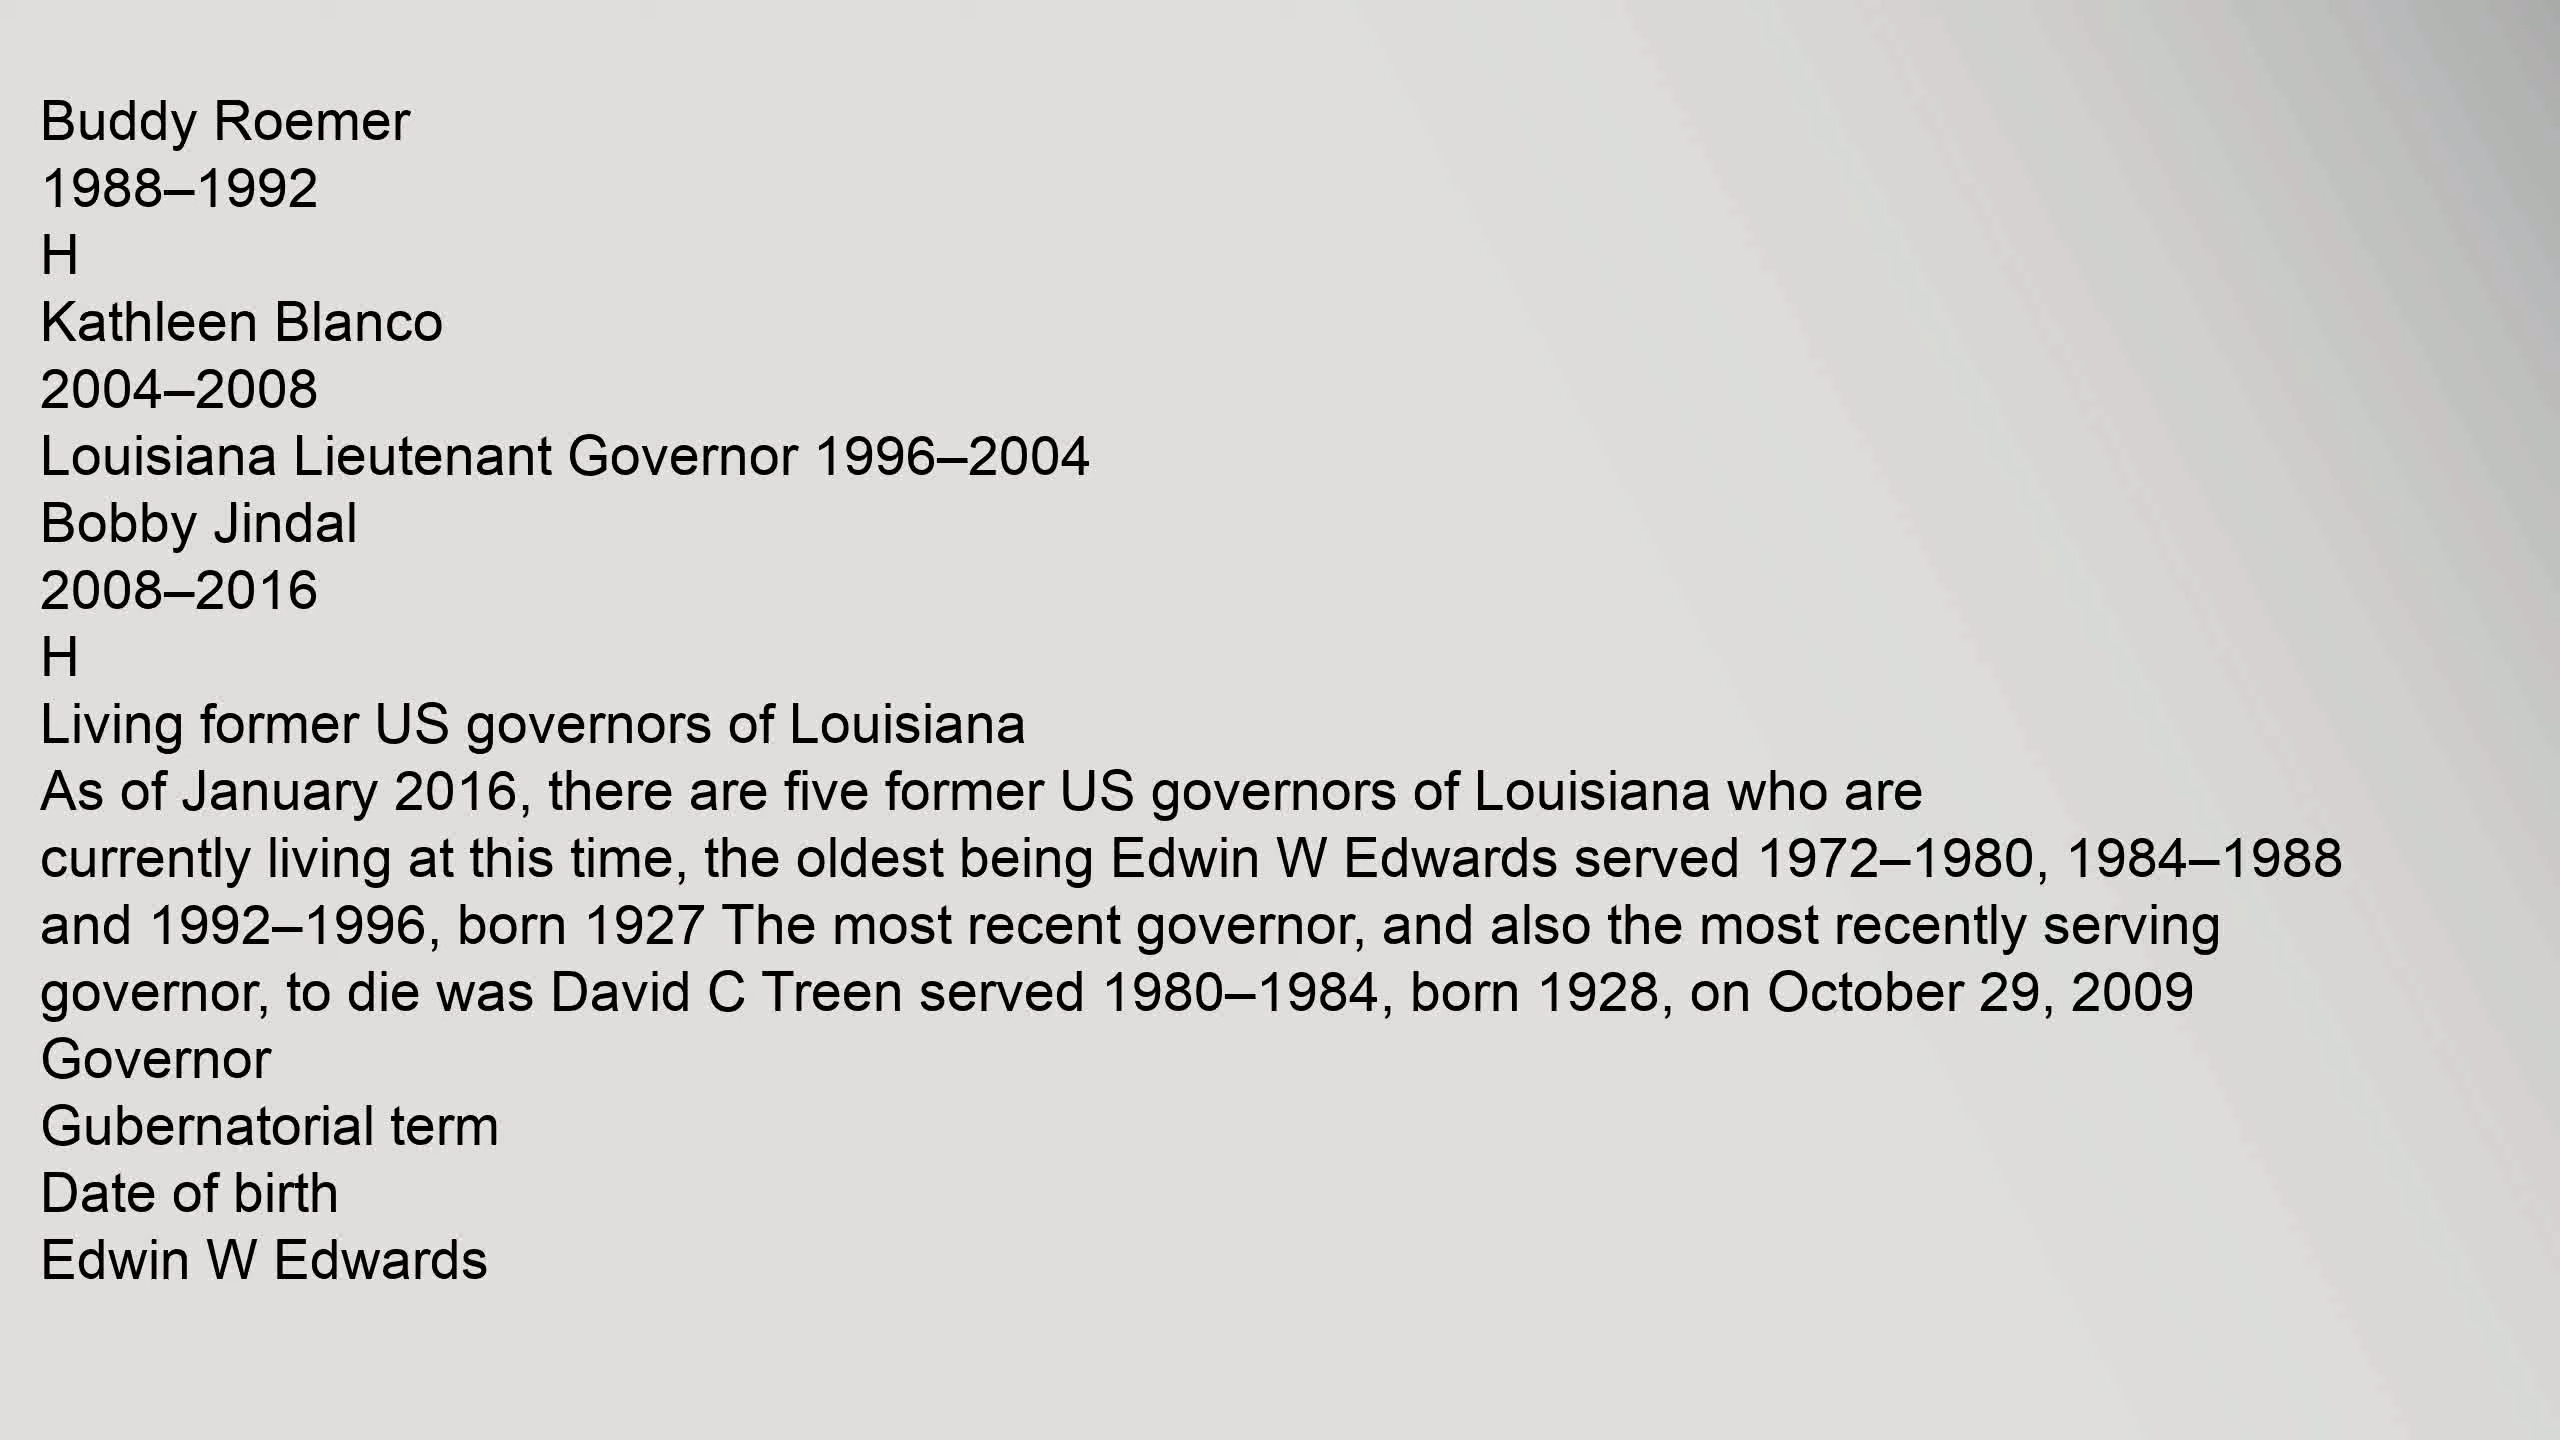 Buddy Roemer
1988–1992
H
Kathleen Blanco
2004–2008
Louisiana Lieutenant Governor 1996–2004
Bobby Jindal
2008–2016
H
Living former US governors of Louisiana
As of January 2016, there are five former US governors of Louisiana who are
currently living at this time, the oldest being Edwin W Edwards served 1972–1980, 1984–1988
and 1992–1996, born 1927 The most recent governor, and also the most recently serving
governor, to die was David C Treen served 1980–1984, born 1928, on October 29, 2009
Governor
Gubernatorial term
Date of birth
Edwin W Edwards